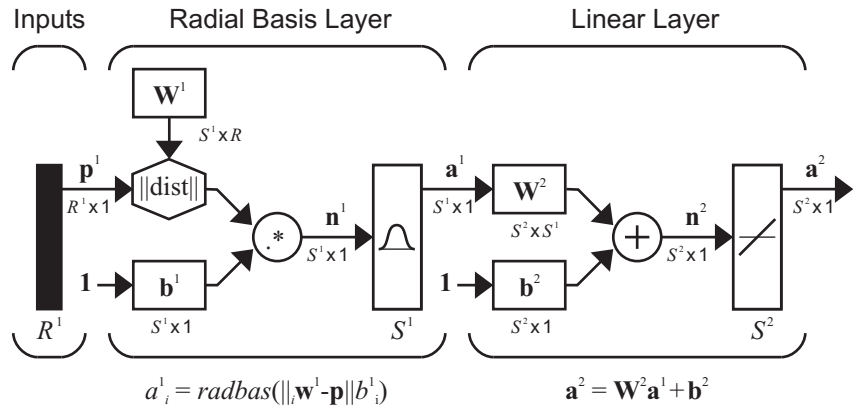 Inputs
Radial Basis Layer
Linear Layer
W¹
S¹xR
p¹
R¹x1
||dist||
a¹
S¹x1
W²
S²xS¹
a²
S²x1
.*
n¹
S¹x1
+
n²
S²x1
1
b¹
S¹x1
1
b²
S²x1
R¹
S¹
S²
a¹ᵢ = radbas(||ᵢw¹-p||b¹ᵢ)
a² = W²a¹+b²